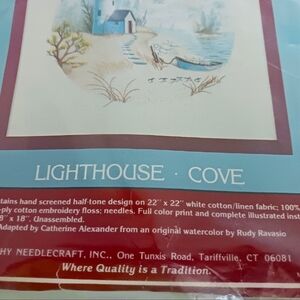 LIGHTHOUSE · COVE
tains hand screened half-tone design on 22" x 22" white cotton/linen fabric; 100%
-ply cotton embroidery floss; needles. Full color print and complete illustrated inst
8" x 18". Unassembled.
Adapted by Catherine Alexander from an original watercolor by Rudy Ravasio
HY NEEDLECRAFT, INC., One Tunxis Road, Tariffville, CT 06081
Where Quality is a Tradition.